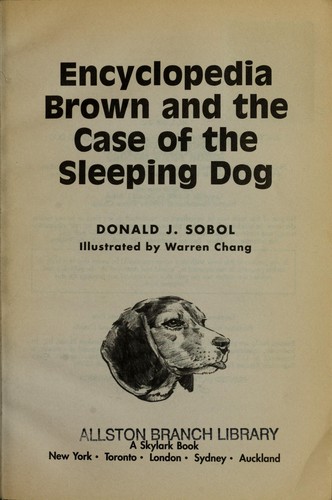 Encyclopedia
Brown and the
Case of the
Sleeping Dog
DONALD J. SOBOL
Illustrated by Warren Chang
ALLSTON BRANCH LIBRARY
A Skylark Book
New York • Toronto • London • Sydney • Auckland